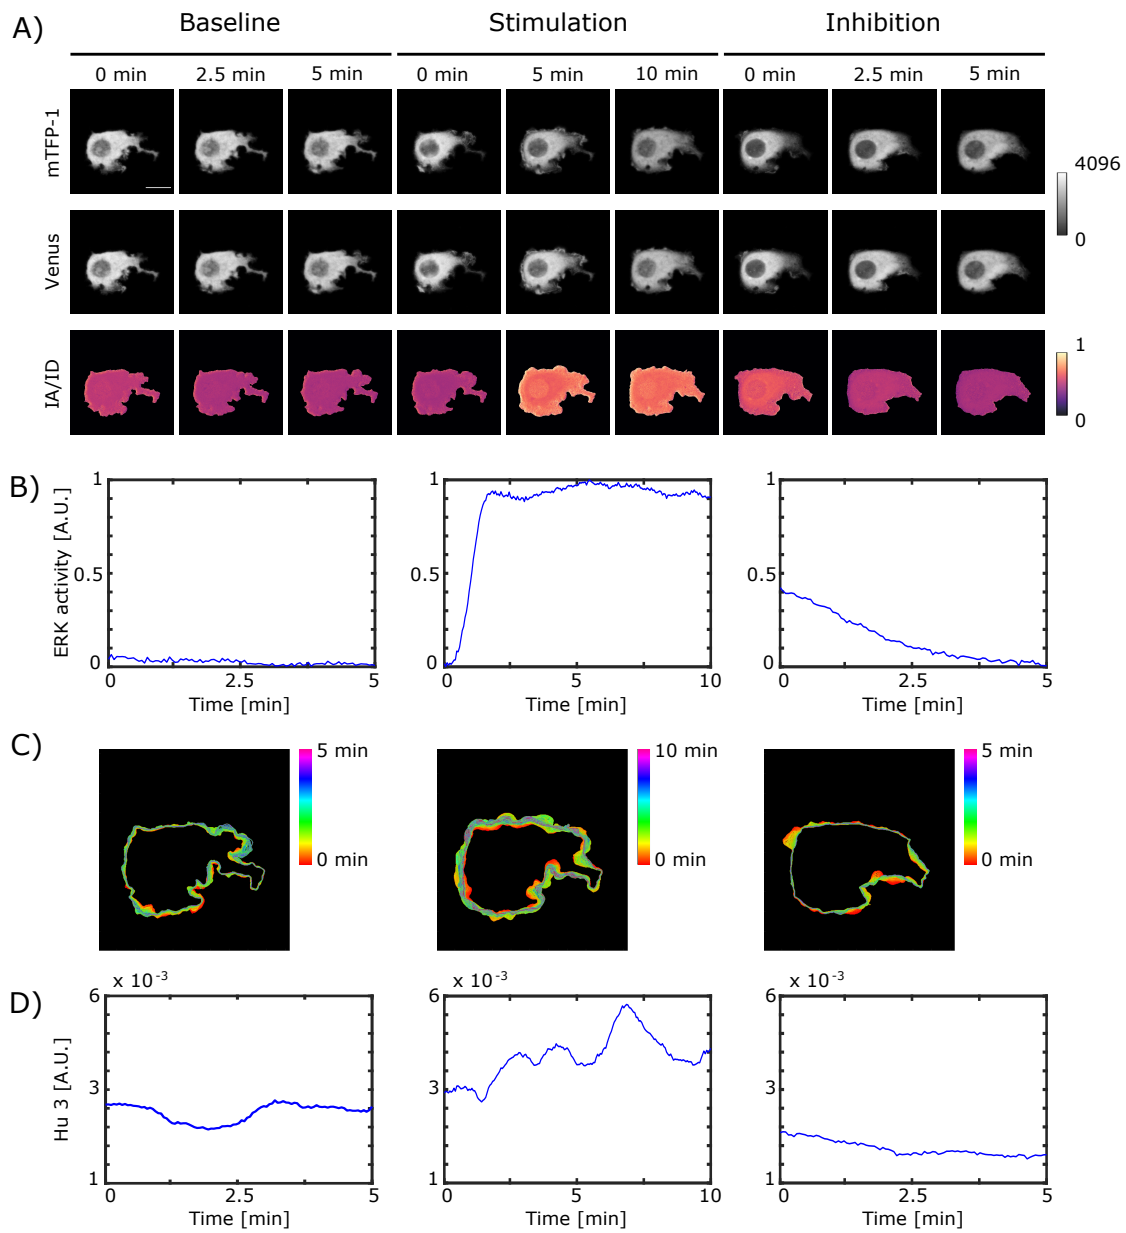 A)
Baseline Stimulation Inhibition
0 min 2.5 min 5 min 0 min 5 min 10 min 0 min 2.5 min 5 min
mTFP-1
4096
0
Venus
IA/ID
1
0
B)
ERK activity [A.U.]
1 1 1
0.5 0.5 0.5
0 0 0
0 2.5 5 0 5 10 0 2.5 5
Time [min] Time [min] Time [min]
C)
5 min 10 min 5 min
0 min 0 min 0 min
D)
x 10⁻³ x 10⁻³ x 10⁻³
Hu 3 [A.U.]
6 6 6
3 3 3
1 1 1
0 2.5 5 0 5 10 0 2.5 5
Time [min] Time [min] Time [min]